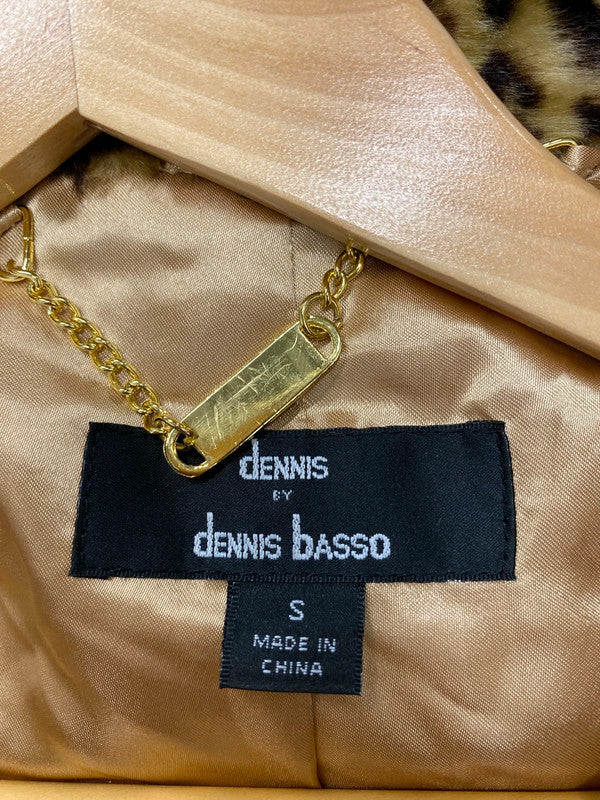 dENNIS
BY
dENNIS bASSO
S
MADE IN
CHINA